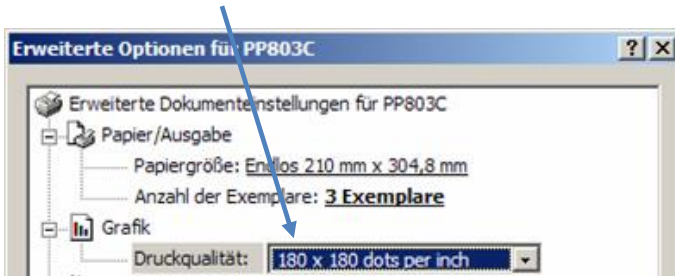 Erweiterte Optionen für PP803C
Erweiterte Dokumenteinstellungen für PP803C
Papier/Ausgabe
Papiergröße: Endlos 210 mm x 304,8 mm
Anzahl der Exemplare: 3 Exemplare
Grafik
Druckqualität: 180 x 180 dots per inch